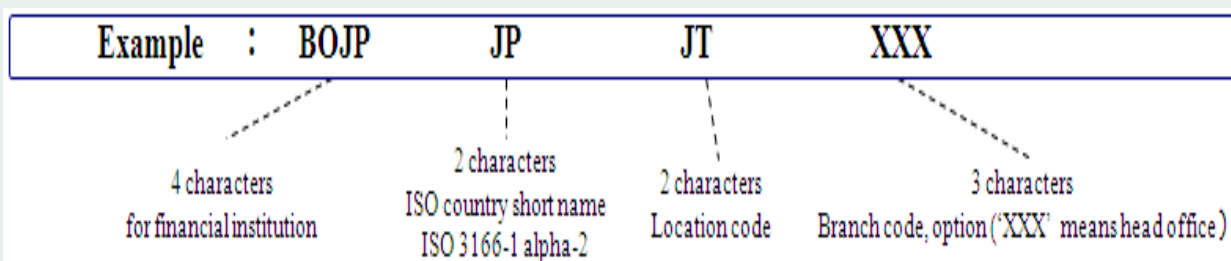 Example : BOJP JP JT XXX
4 characters
for financial institution
2 characters
ISO country short name
ISO 3166-1 alpha-2
2 characters
Location code
3 characters
Branch code, option (‘XXX’ means head office)